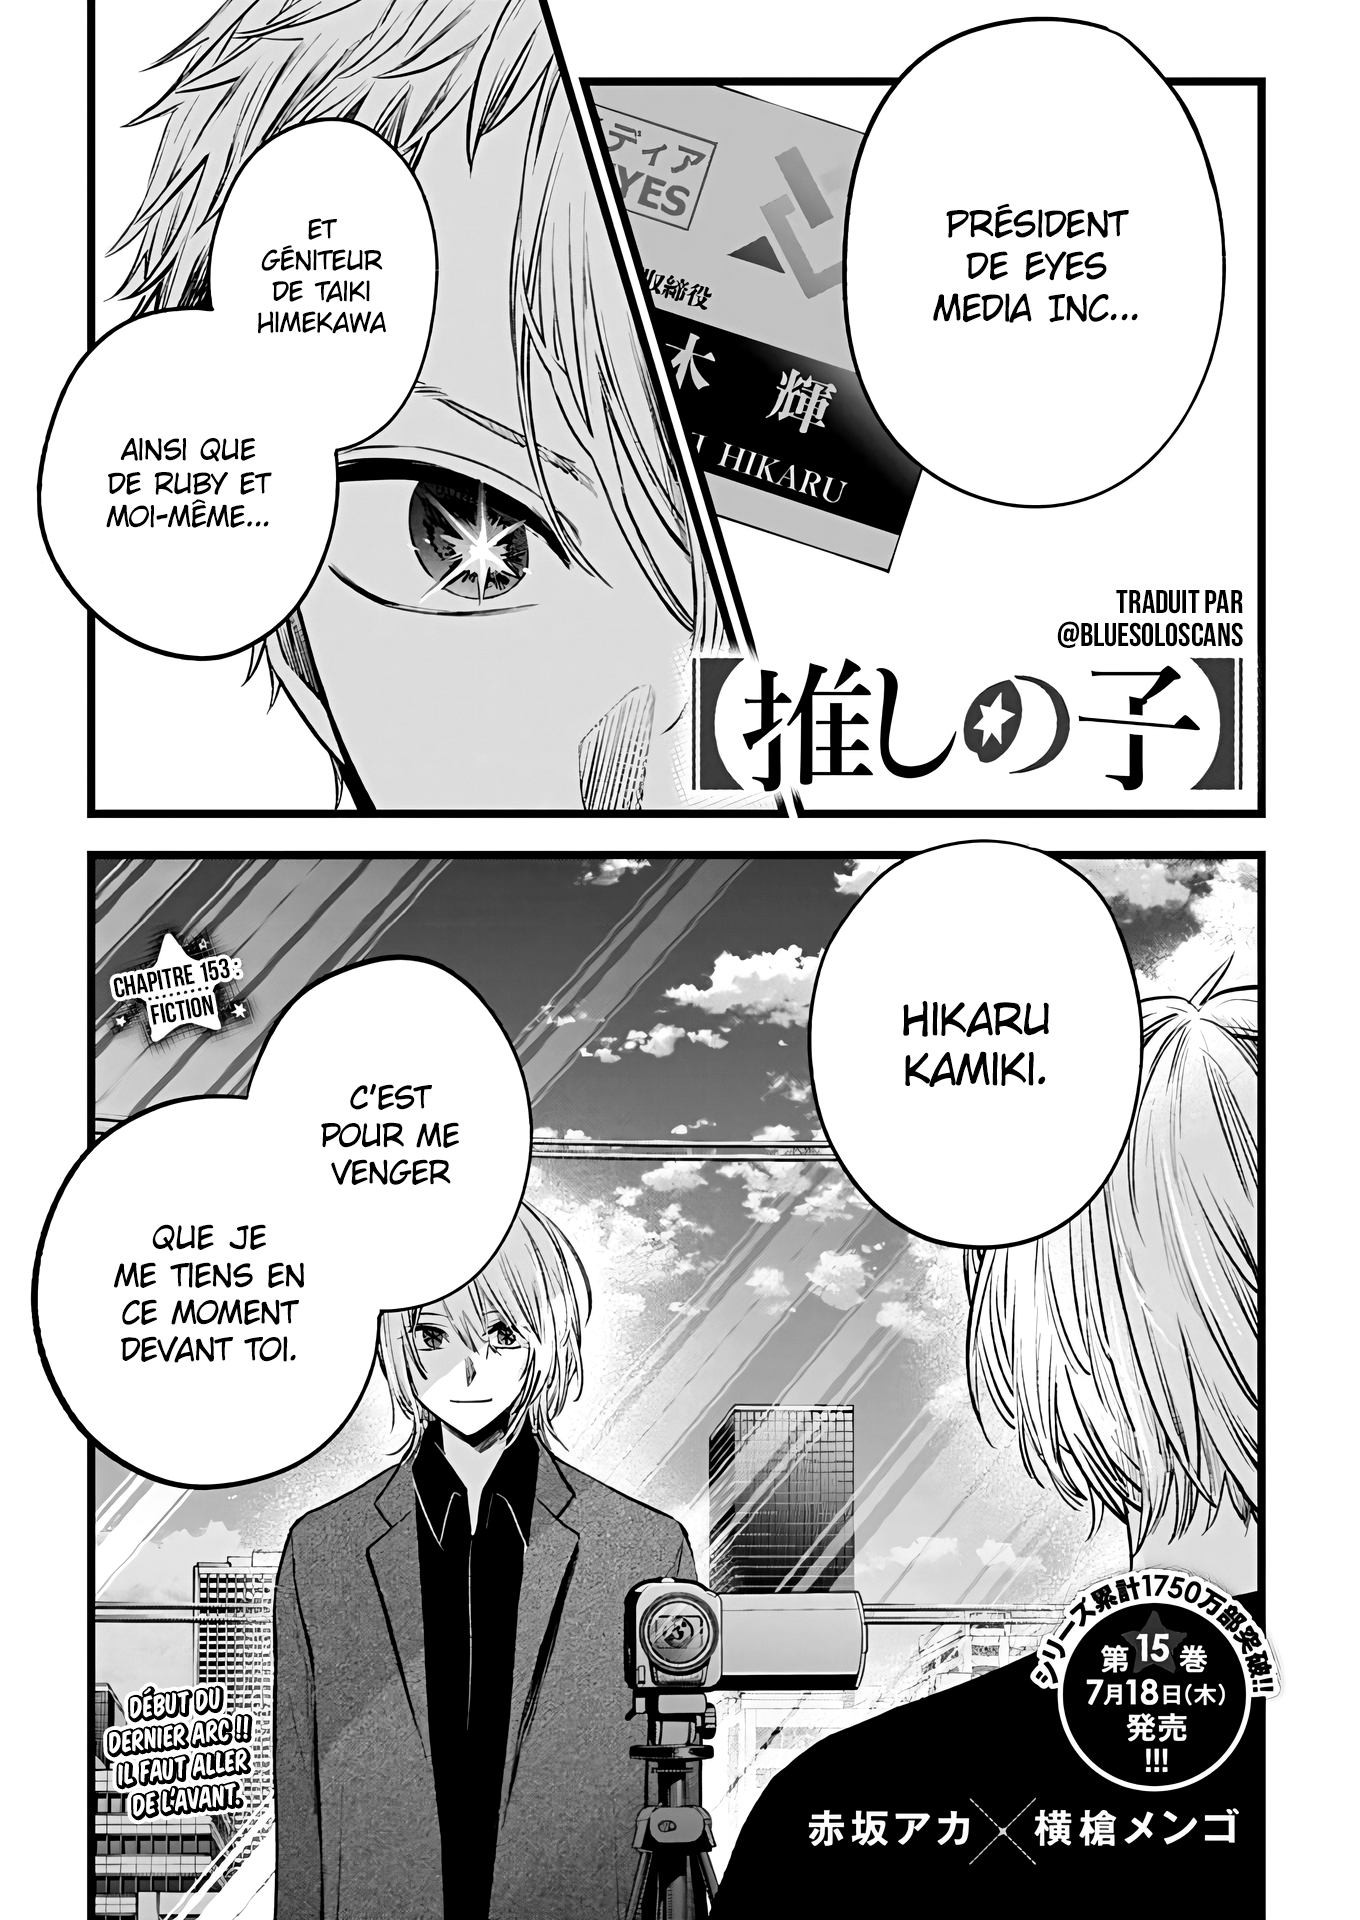 PRÉSIDENT
DE EYES
MEDIA INC...
ディア
YES
取締役
木 輝
I HIKARU
ET
GÉNITEUR
DE TAIKI
HIMEKAWA
AINSI QUE
DE RUBY ET
MOI-MÊME...
TRADUIT PAR
@BLUESOLOSCANS
【推しの子】
HIKARU
KAMIKI.
CHAPITRE 153 :
FICTION
C'EST
POUR ME
VENGER
QUE JE
ME TIENS EN
CE MOMENT
DEVANT TOI.
DÉBUT DU
DERNIER ARC !!
IL FAUT ALLER
DE L'AVANT.
シリーズ累計1750万部突破!!
第15巻
7月18日(木)
発売
!!!
赤坂アカ×横槍メンゴ